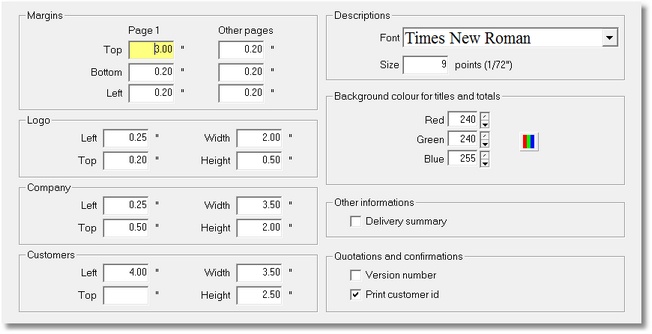 Margins
Page 1 Other pages
Top 3.00 " 0.20 "
Bottom 0.20 " 0.20 "
Left 0.20 " 0.20 "
Logo
Left 0.25 " Width 2.00 "
Top 0.20 " Height 0.50 "
Company
Left 0.25 " Width 3.50 "
Top 0.50 " Height 2.00 "
Customers
Left 4.00 " Width 3.50 "
Top " Height 2.50 "
Descriptions
Font Times New Roman
Size 9 points (1/72")
Background colour for titles and totals
Red 240
Green 240
Blue 255
Other informations
Delivery summary
Quotations and confirmations
Version number
Print customer id